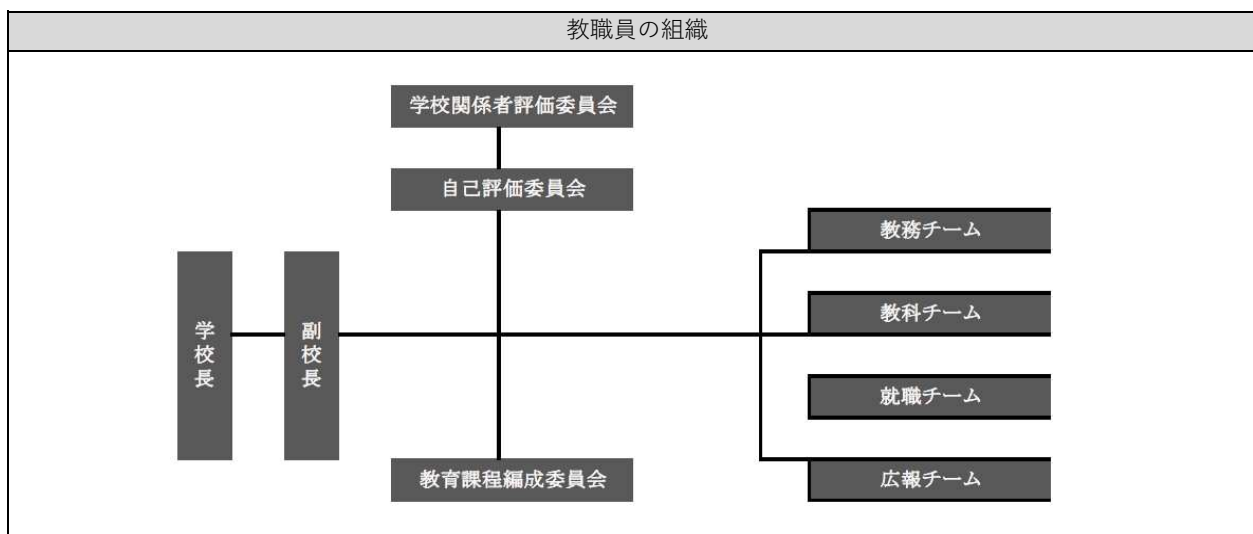 教職員の組織
学校関係者評価委員会
自己評価委員会
教務チーム
学校長
副校長
教科チーム
就職チーム
教育課程編成委員会
広報チーム